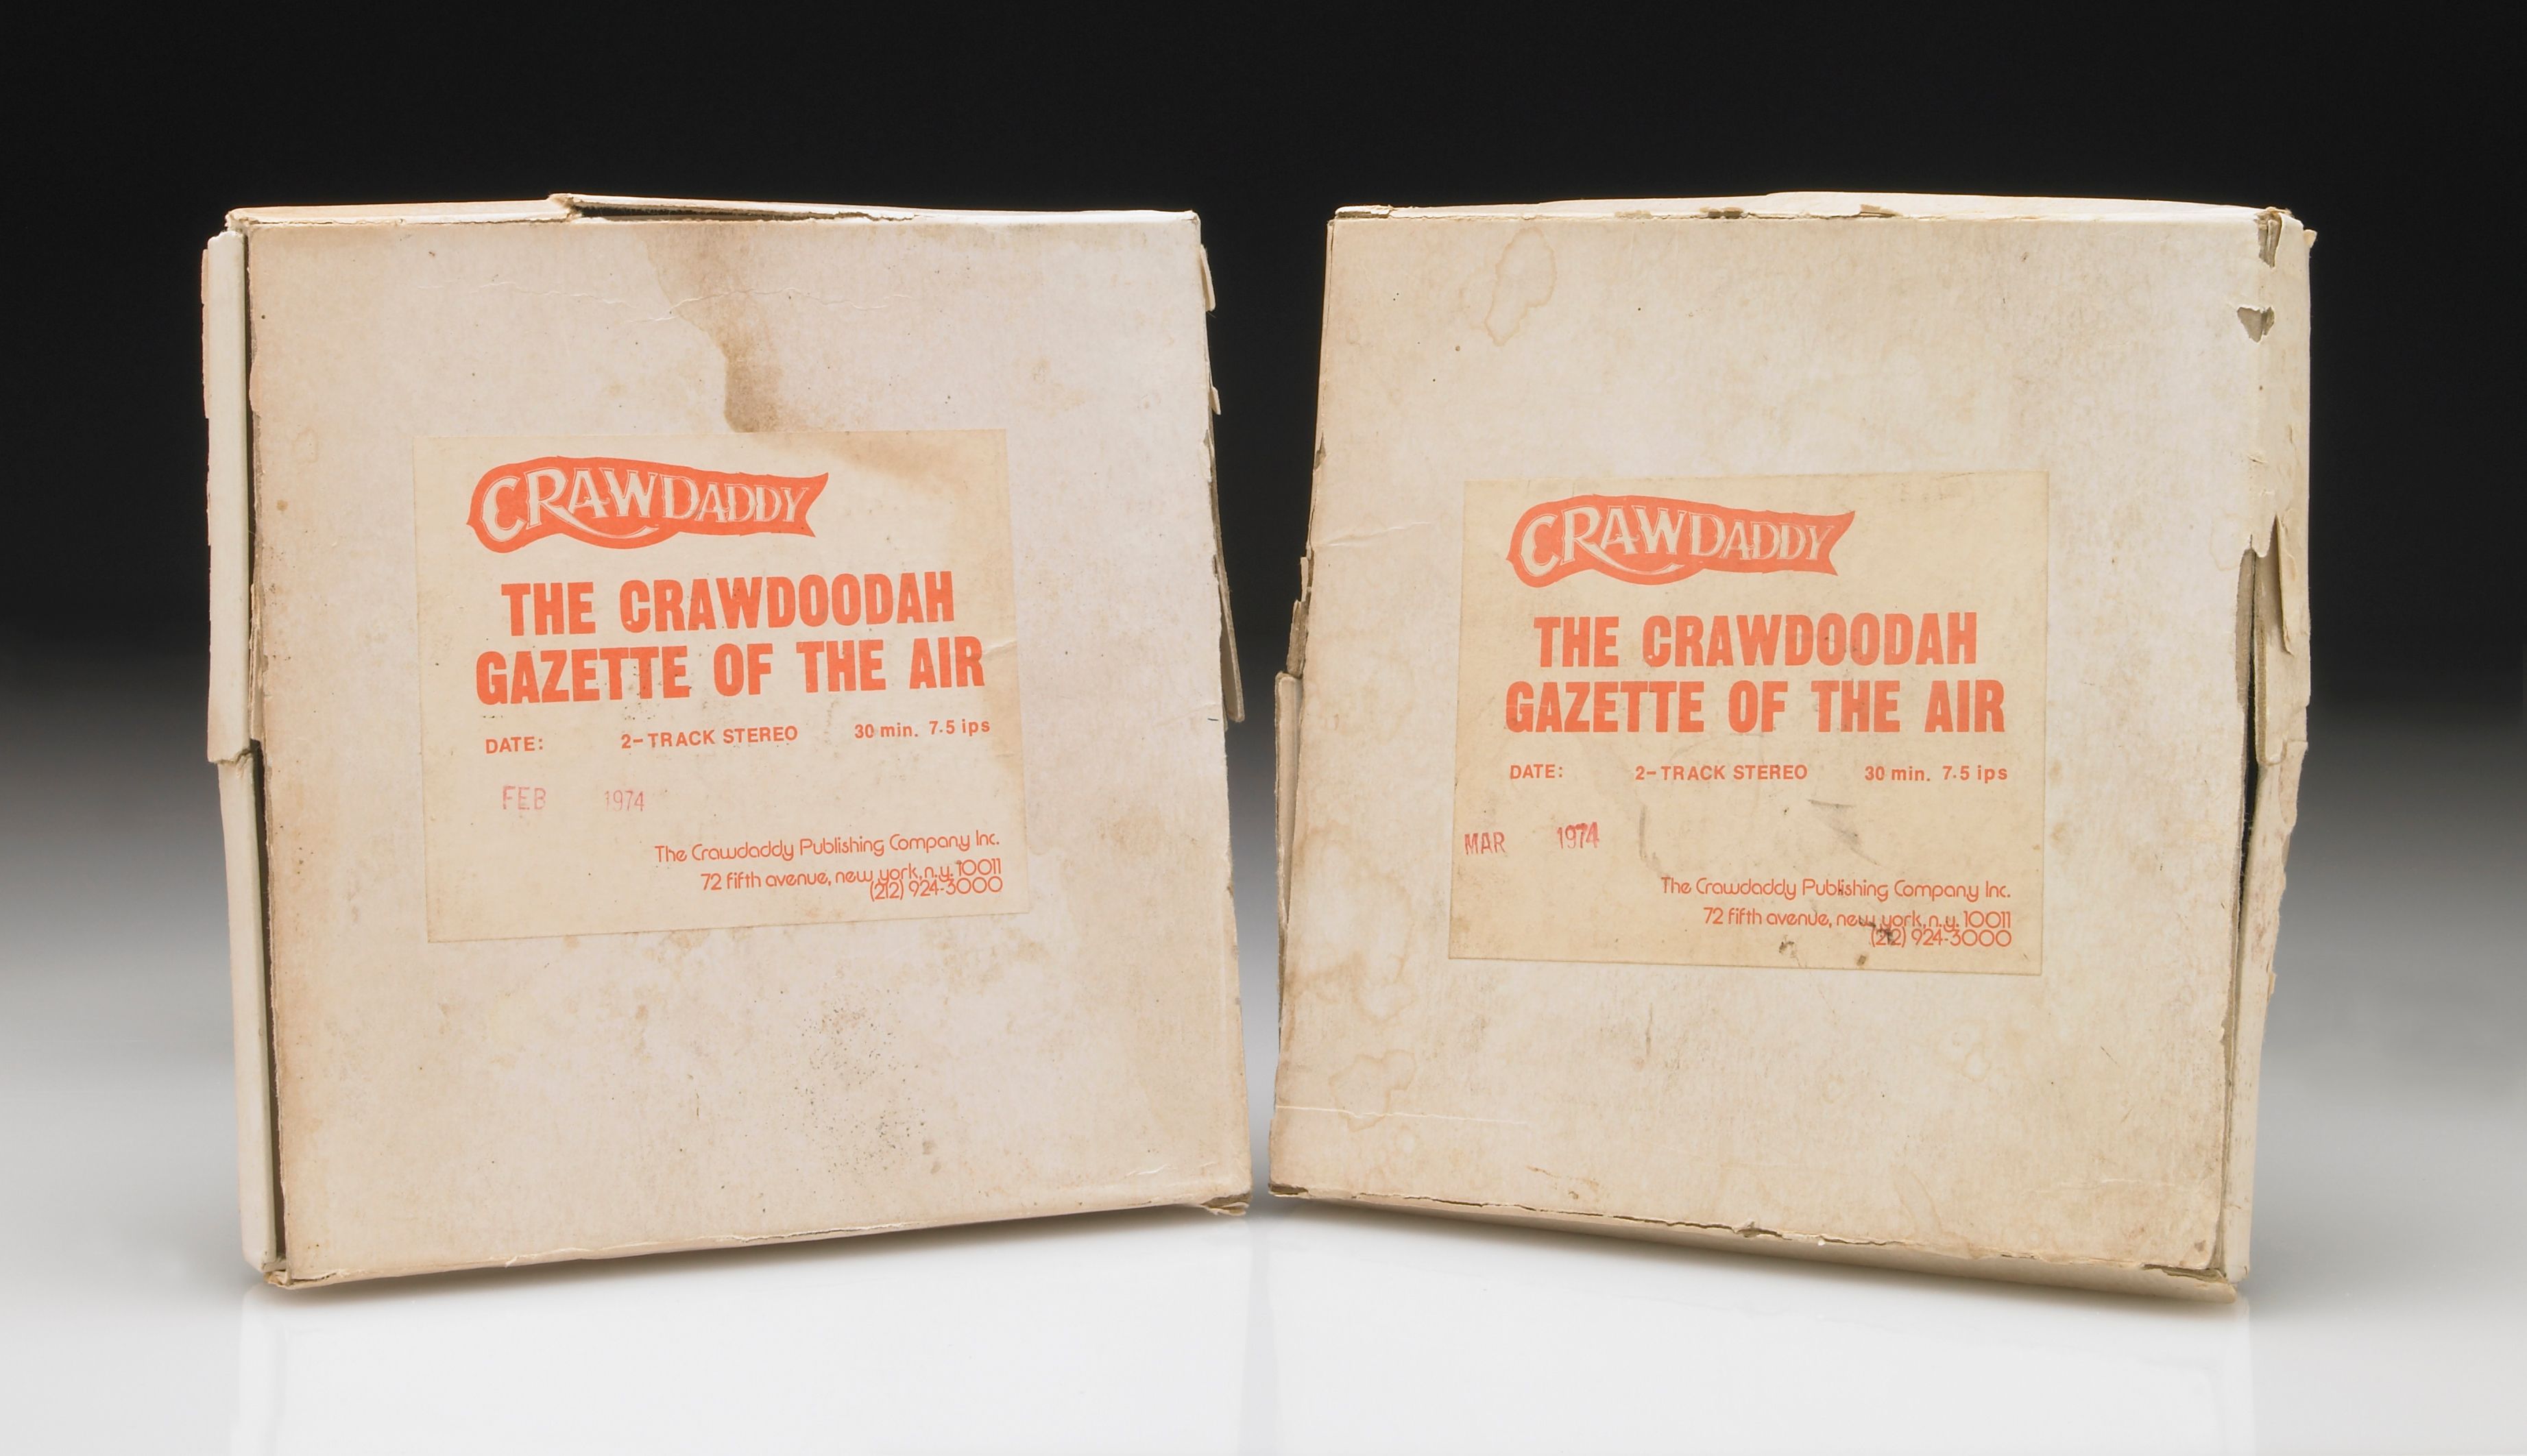 CRAWDADDY
THE CRAWDOODAH
GAZETTE OF THE AIR
DATE: 2-TRACK STEREO 30 min. 7.5 ips
FEB 1974
The Crawdaddy Publishing Company Inc.
72 fifth avenue, new york, n.y. 10011
(212) 924-3000
CRAWDADDY
THE CRAWDOODAH
GAZETTE OF THE AIR
DATE: 2-TRACK STEREO 30 min. 7.5 ips
MAR 1974
The Crawdaddy Publishing Company Inc.
72 fifth avenue, new york, n.y. 10011
(212) 924-3000